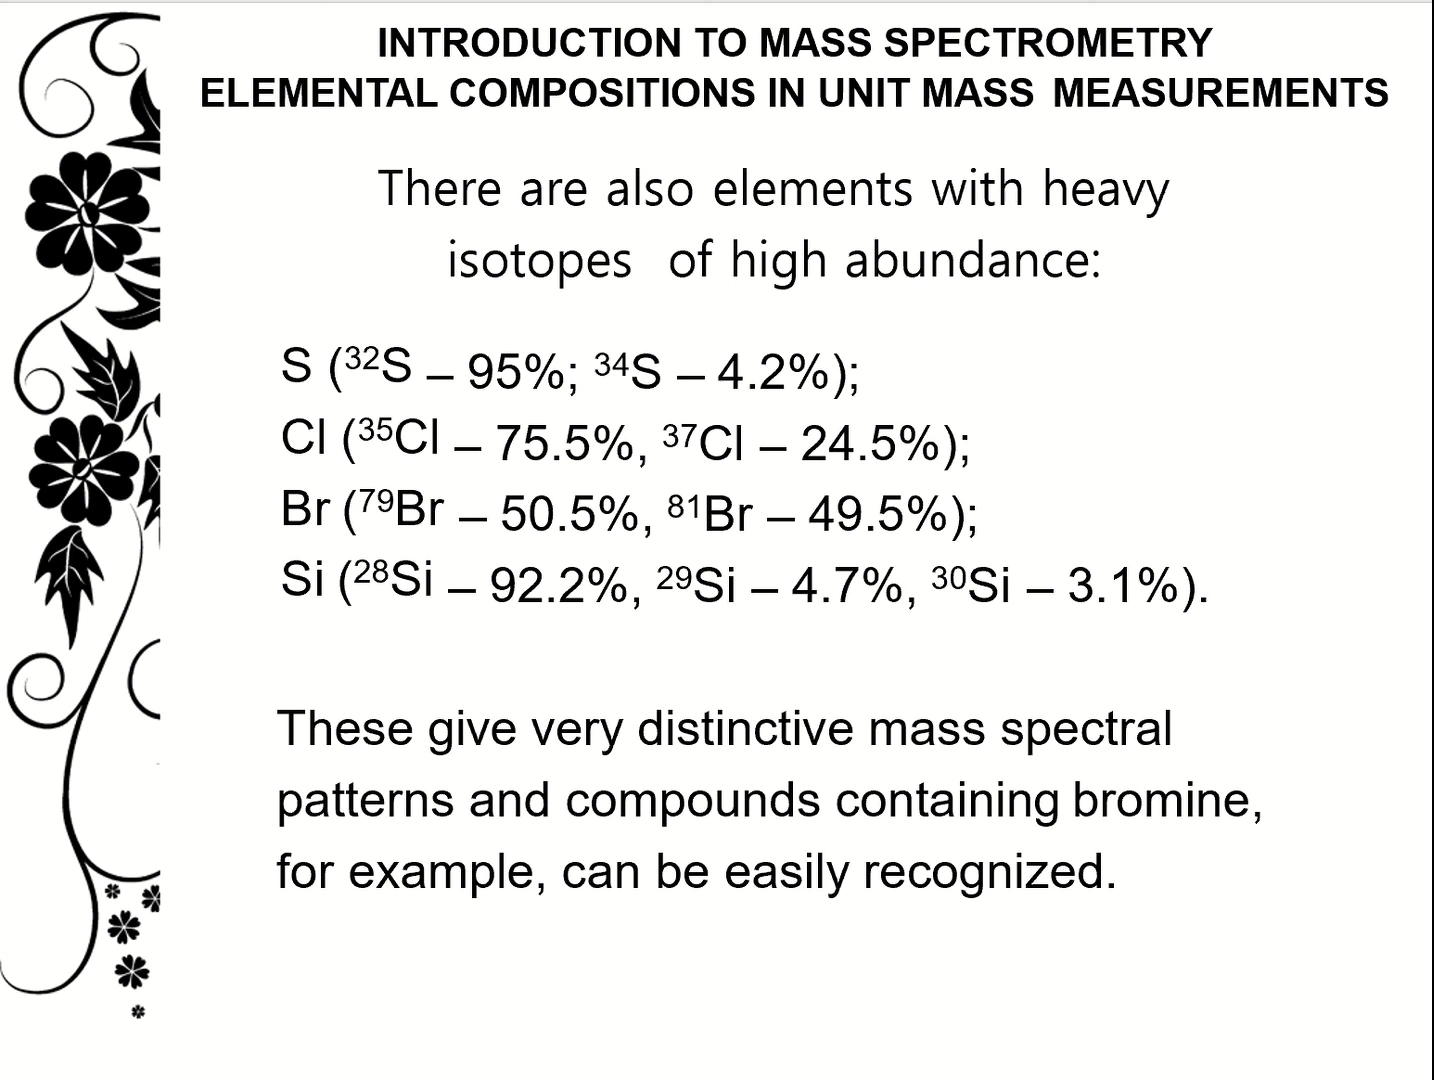 INTRODUCTION TO MASS SPECTROMETRY
ELEMENTAL COMPOSITIONS IN UNIT MASS MEASUREMENTS
There are also elements with heavy
isotopes of high abundance:
S (³²S – 95%; ³⁴S – 4.2%);
Cl (³⁵Cl – 75.5%, ³⁷Cl – 24.5%);
Br (⁷⁹Br – 50.5%, ⁸¹Br – 49.5%);
Si (²⁸Si – 92.2%, ²⁹Si – 4.7%, ³⁰Si – 3.1%).
These give very distinctive mass spectral
patterns and compounds containing bromine,
for example, can be easily recognized.